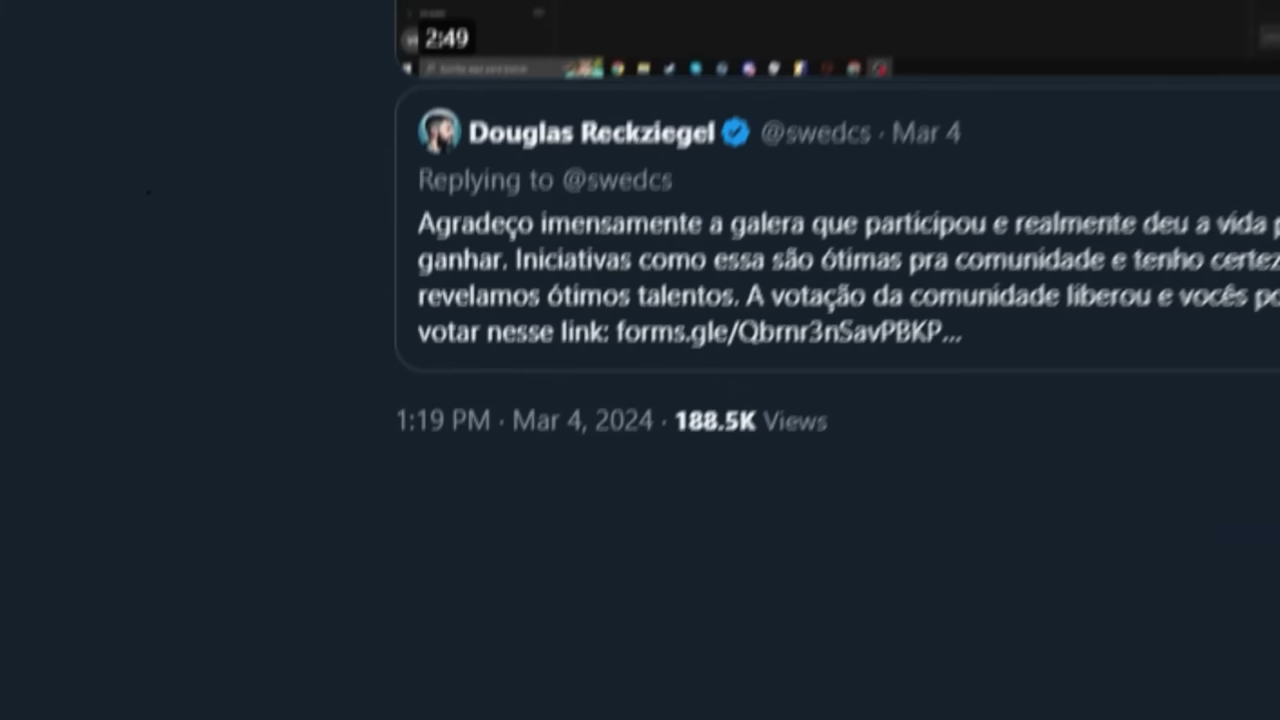 2:49
Douglas Reckziegel @swedcs · Mar 4
Replying to @swedcs
Agradeço imensamente a galera que participou e realmente deu a vida p
ganhar. Iniciativas como essa são ótimas pra comunidade e tenho certez
revelamos ótimos talentos. A votação da comunidade liberou e vocês po
votar nesse link: forms.gle/Qbmr3nSavPBKP...
1:19 PM · Mar 4, 2024 · 188.5K Views